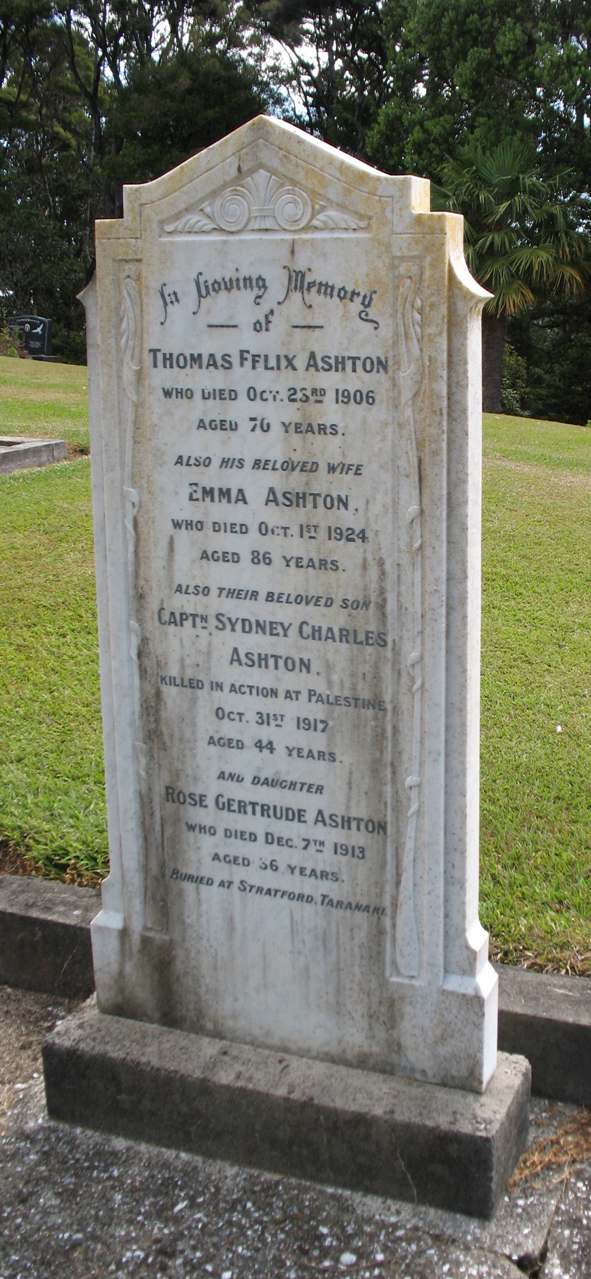 In Loving Memory
of
THOMAS FELIX ASHTON
WHO DIED OCT. 23RD 1906
AGED 70 YEARS.
ALSO HIS BELOVED WIFE
EMMA ASHTON,
WHO DIED OCT. 1ST 1924
AGED 86 YEARS.
ALSO THEIR BELOVED SON
CAPTN SYDNEY CHARLES
ASHTON,
KILLED IN ACTION AT PALESTINE
OCT. 31ST 1917
AGED 44 YEARS.
AND DAUGHTER
ROSE GERTRUDE ASHTON
WHO DIED DEC. 7TH 1913
AGED YEARS.
BURIED AT STRATFORD, TARANAKI.